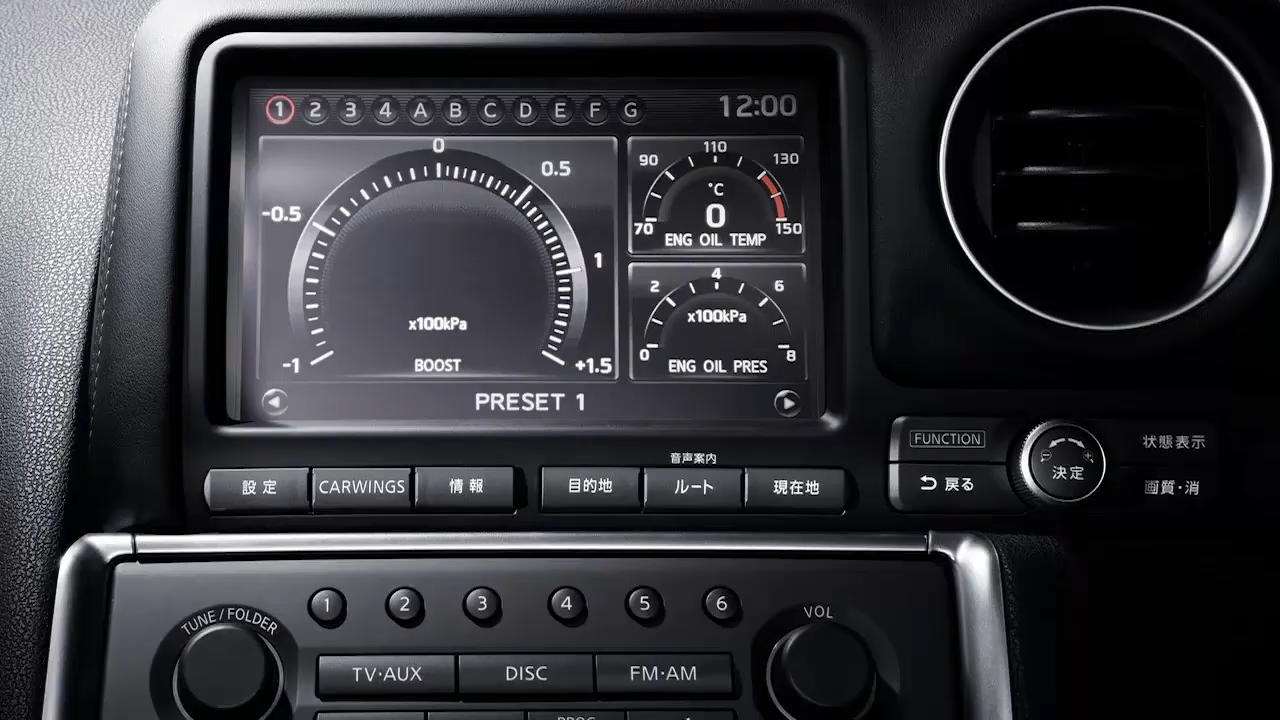 1 2 3 4 A B C D E F G 12:00
0
0.5
-0.5
1
x100kPa
-1 BOOST +1.5
90 110 130
°C
0
70 150
ENG OIL TEMP
2 4 6
x100kPa
0 8
ENG OIL PRES
PRESET 1
音声案内
設定 CARWINGS 情報 目的地 ルート 現在地
FUNCTION
戻る
決定
状態表示
画質・消
1 2 3 4 5 6
TUNE / FOLDER
VOL
TV·AUX DISC FM·AM